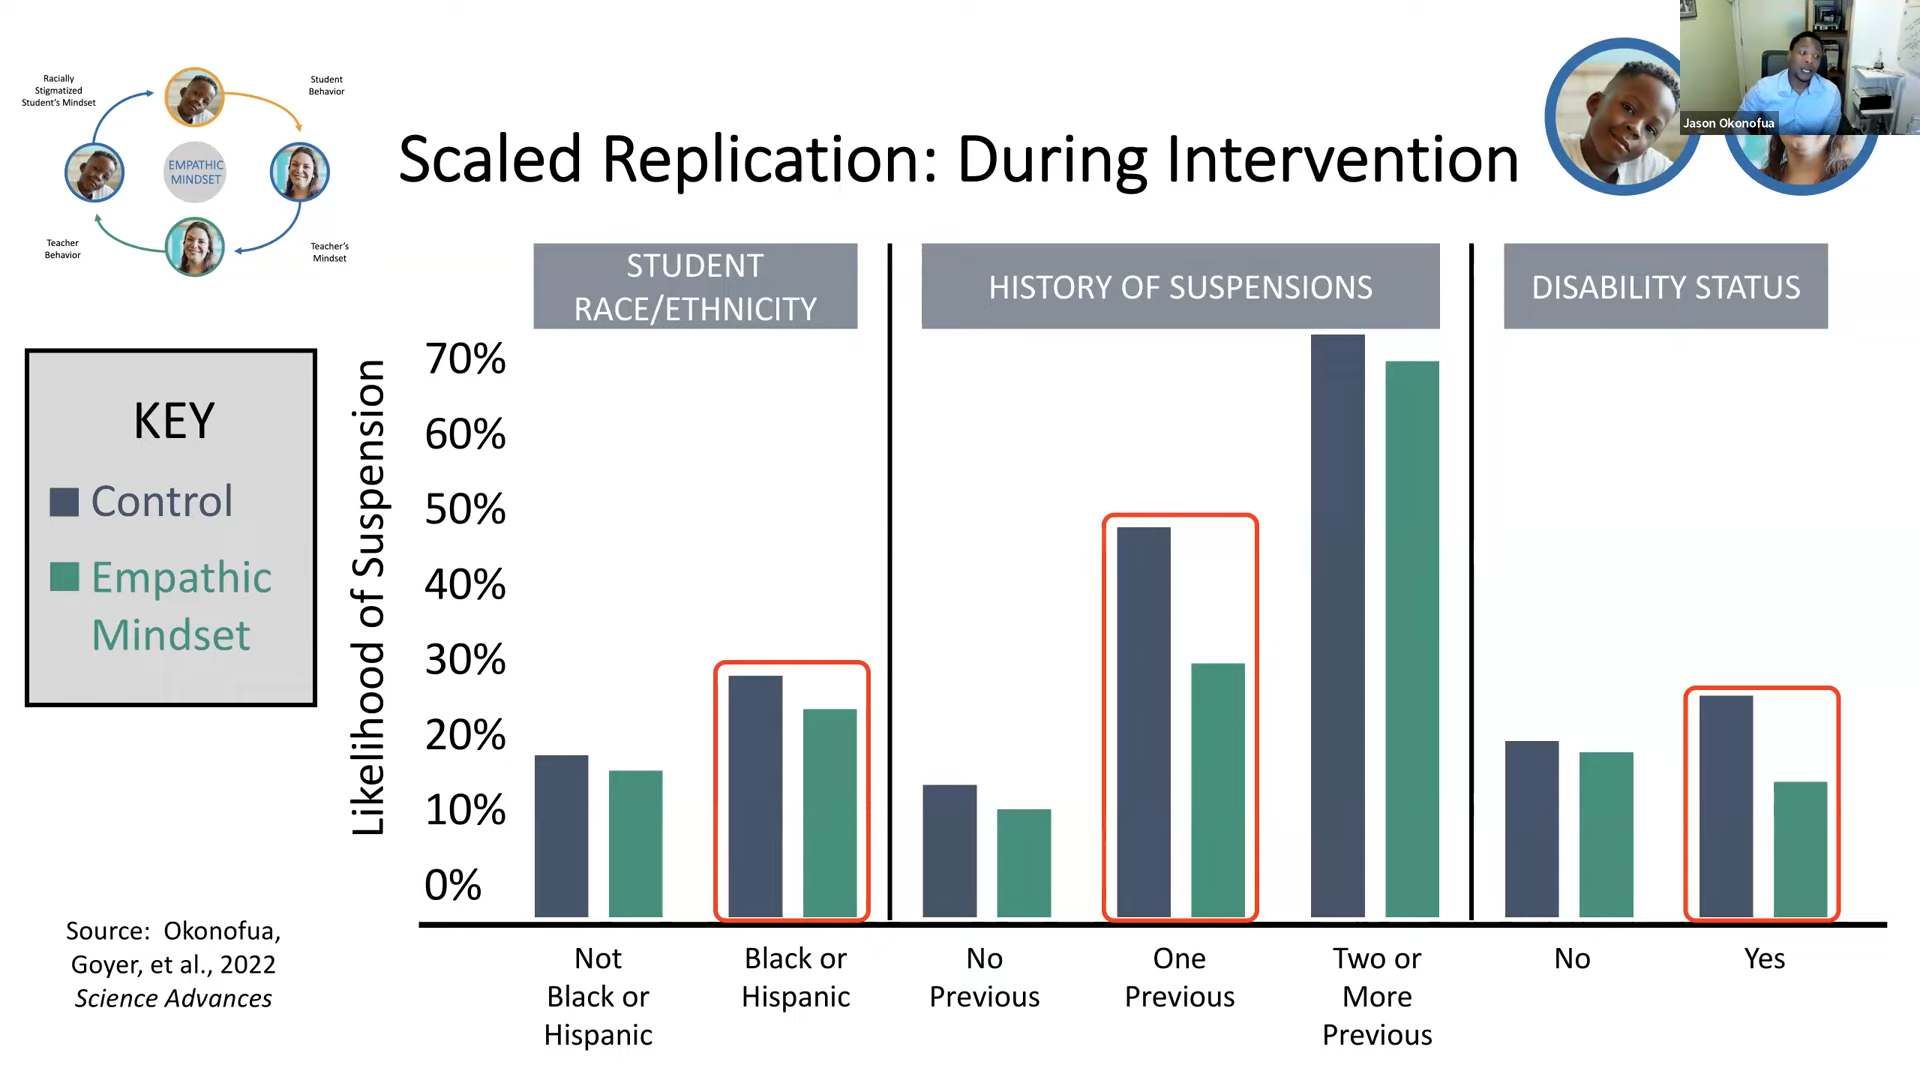 Racially
Stigmatized
Student's Mindset
Student
Behavior
EMPATHIC
MINDSET
Teacher
Behavior
Teacher's
Mindset
Scaled Replication: During Intervention
Jason Okonofua
STUDENT
RACE/ETHNICITY
HISTORY OF SUSPENSIONS
DISABILITY STATUS
KEY
Control
Empathic
Mindset
Likelihood of Suspension
70%
60%
50%
40%
30%
20%
10%
0%
Not
Black or
Hispanic
Black or
Hispanic
No
Previous
One
Previous
Two or
More
Previous
No
Yes
Source: Okonofua,
Goyer, et al., 2022
Science Advances